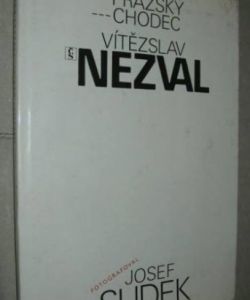 PRAŽSKÝ
---CHODEC
VÍTĚZSLAV
NEZVAL
FOTOGRAFOVAL
JOSEF
SUDEK